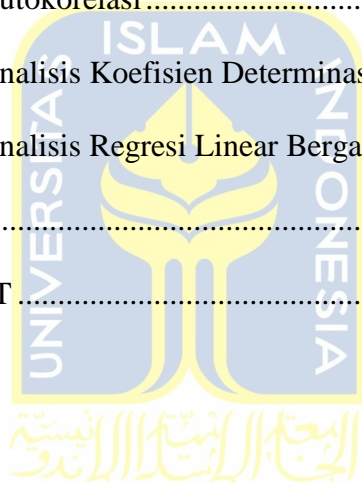 utokorelasi..............................
nalisis Koefisien Determinas
nalisis Regresi Linear Berga
............................................
T............................................
ISLAM
UNIVERSITAS
INDONESIA